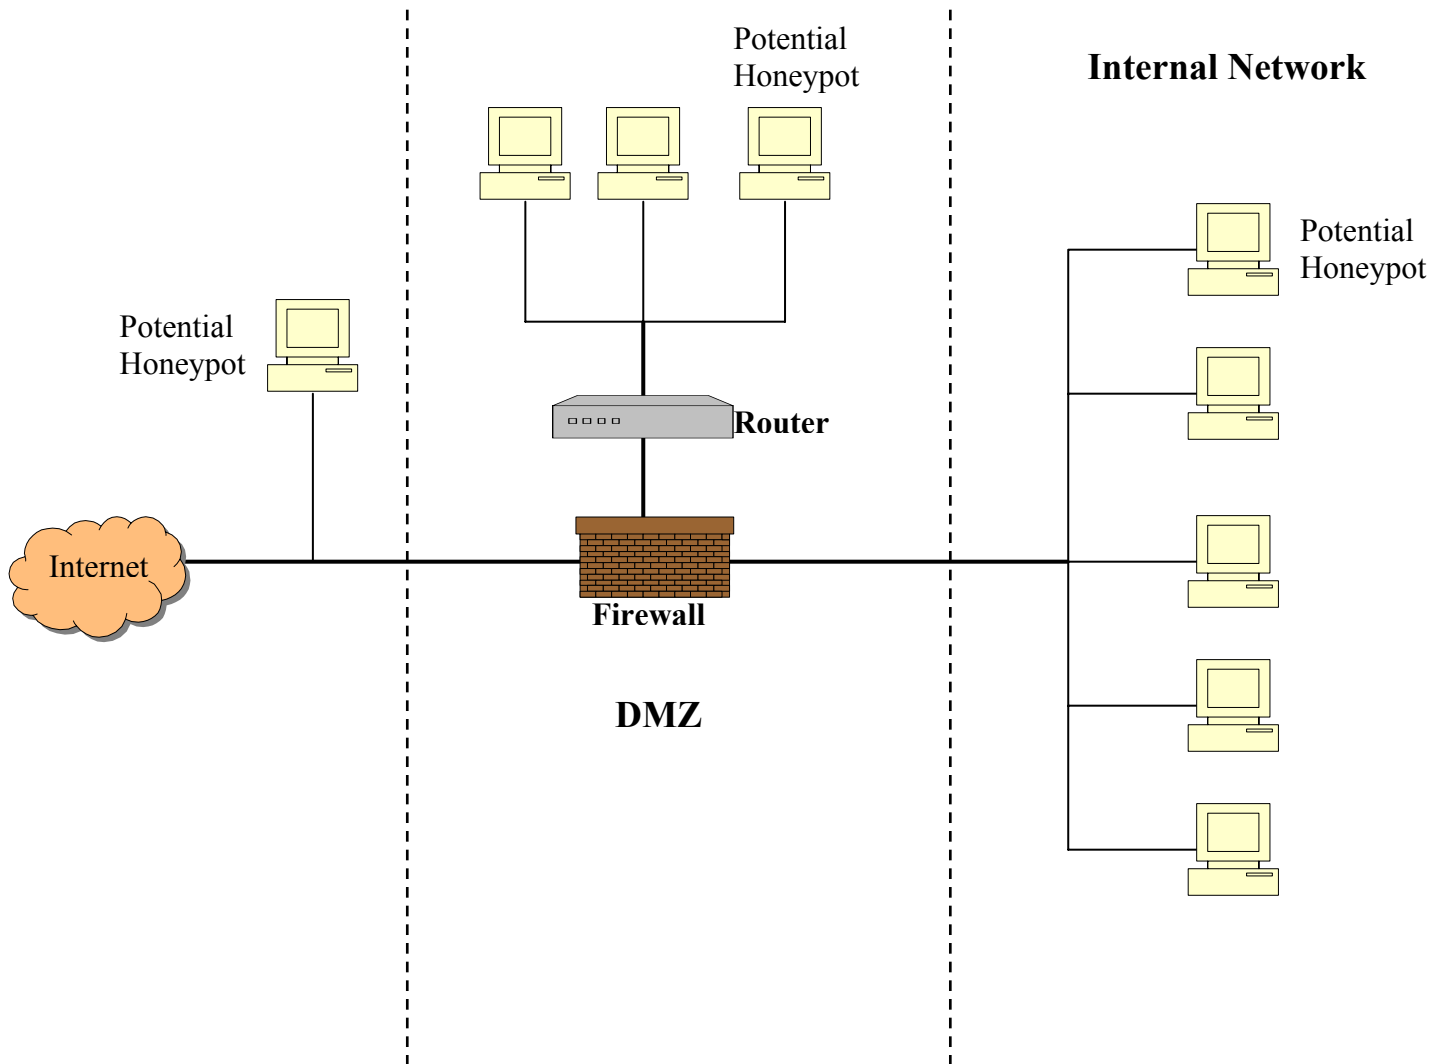 Potential
Honeypot
Internal Network
Potential
Honeypot
Potential
Honeypot
Router
Internet
Firewall
DMZ